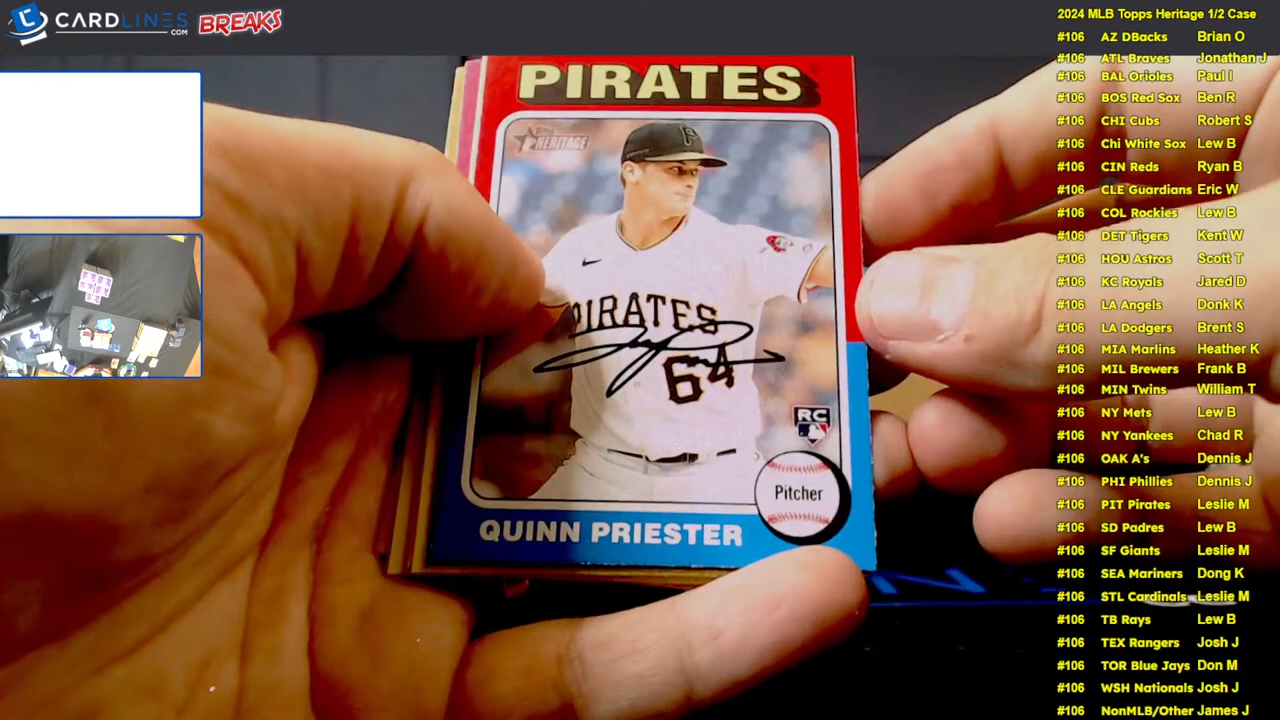 CARDLINES
.COM
BREAKS
PIRATES
HERITAGE
P
PIRATES
64
RC
Pitcher
QUINN PRIESTER
2024 MLB Topps Heritage 1/2 Case
#106 AZ DBacks Brian O
#106 ATL Braves Jonathan J
#106 BAL Orioles Paul I
#106 BOS Red Sox Ben R
#106 CHI Cubs Robert S
#106 Chi White Sox Lew B
#106 CIN Reds Ryan B
#106 CLE Guardians Eric W
#106 COL Rockies Lew B
#106 DET Tigers Kent W
#106 HOU Astros Scott T
#106 KC Royals Jared D
#106 LA Angels Donk K
#106 LA Dodgers Brent S
#106 MIA Marlins Heather K
#106 MIL Brewers Frank B
#106 MIN Twins William T
#106 NY Mets Lew B
#106 NY Yankees Chad R
#106 OAK A's Dennis J
#106 PHI Phillies Dennis J
#106 PIT Pirates Leslie M
#106 SD Padres Lew B
#106 SF Giants Leslie M
#106 SEA Mariners Dong K
#106 STL Cardinals Leslie M
#106 TB Rays Lew B
#106 TEX Rangers Josh J
#106 TOR Blue Jays Don M
#106 WSH Nationals Josh J
#106 NonMLB/Other James J